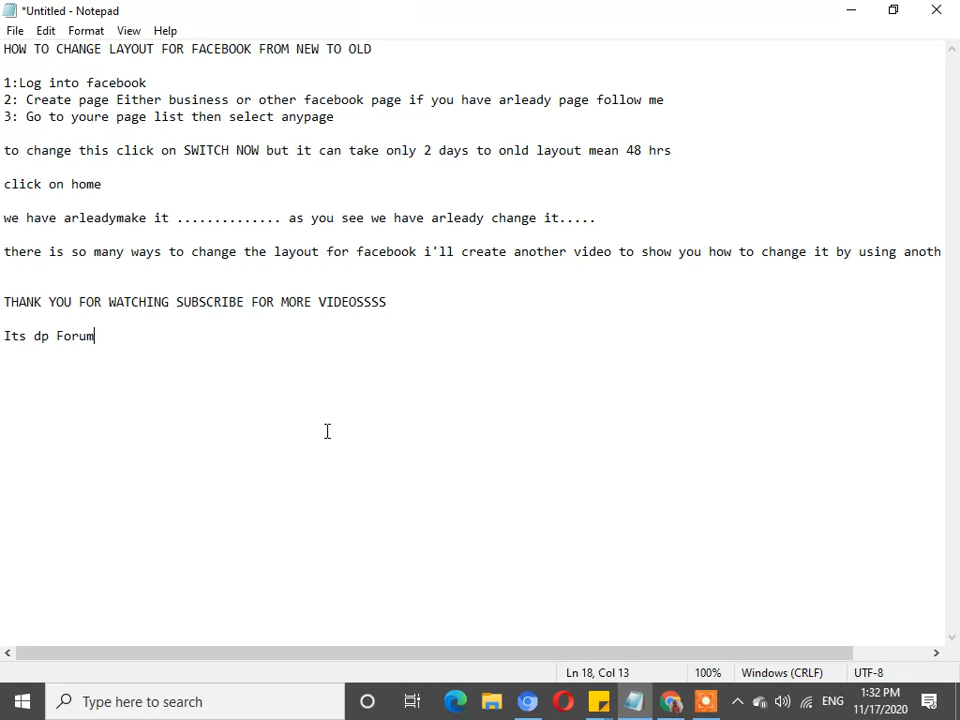 *Untitled - Notepad
File Edit Format View Help
HOW TO CHANGE LAYOUT FOR FACEBOOK FROM NEW TO OLD
1:Log into facebook
2: Create page Either business or other facebook page if you have arleady page follow me
3: Go to youre page list then select anypage
to change this click on SWITCH NOW but it can take only 2 days to onld layout mean 48 hrs
click on home
we have arleadymake it .............. as you see we have arleady change it.....
there is so many ways to change the layout for facebook i'll create another video to show you how to change it by using anoth
THANK YOU FOR WATCHING SUBSCRIBE FOR MORE VIDEOSSSS
Its dp Forum
Ln 18, Col 13 100% Windows (CRLF) UTF-8
Type here to search ENG 1:32 PM
11/17/2020